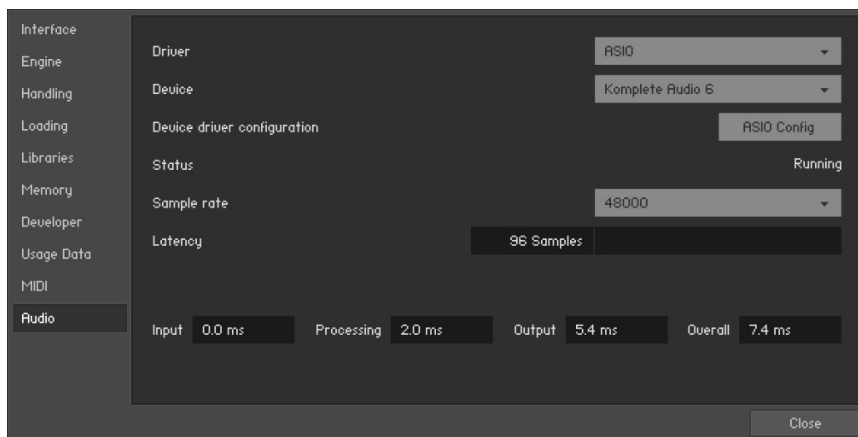 Interface
Engine
Handling
Loading
Libraries
Memory
Developer
Usage Data
MIDI
Audio
Driver ASIO
Device Komplete Audio 6
Device driver configuration ASIO Config
Status Running
Sample rate 48000
Latency 96 Samples
Input 0.0 ms Processing 2.0 ms Output 5.4 ms Overall 7.4 ms
Close